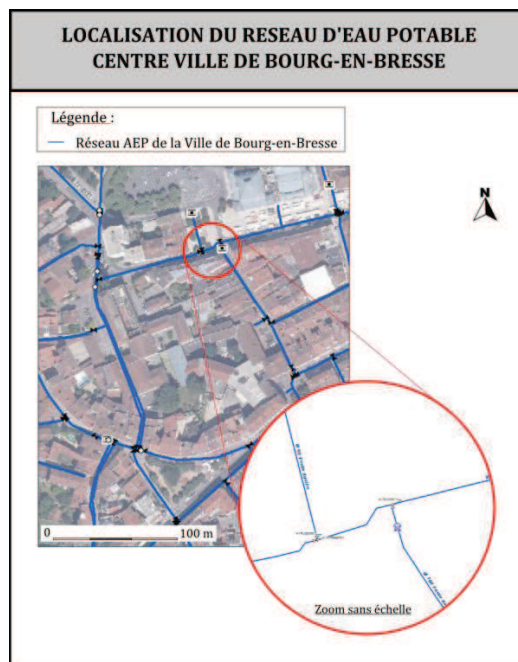 LOCALISATION DU RESEAU D'EAU POTABLE
CENTRE VILLE DE BOURG-EN-BRESSE
Légende :
Réseau AEP de la Ville de Bourg-en-Bresse
N
0 100 m
Zoom sans échelle